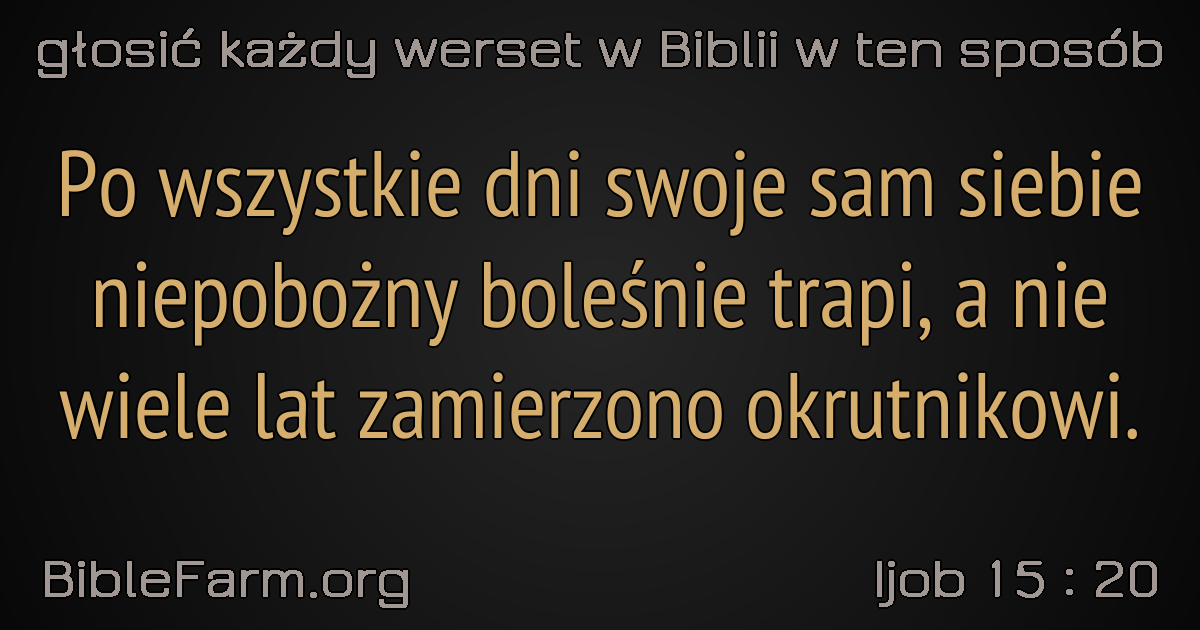 głosić każdy werset w Biblii w ten sposób
Po wszystkie dni swoje sam siebie
niepobożny boleśnie trapi, a nie
wiele lat zamierzono okrutnikowi.
BibleFarm.org
Ijob 15 : 20